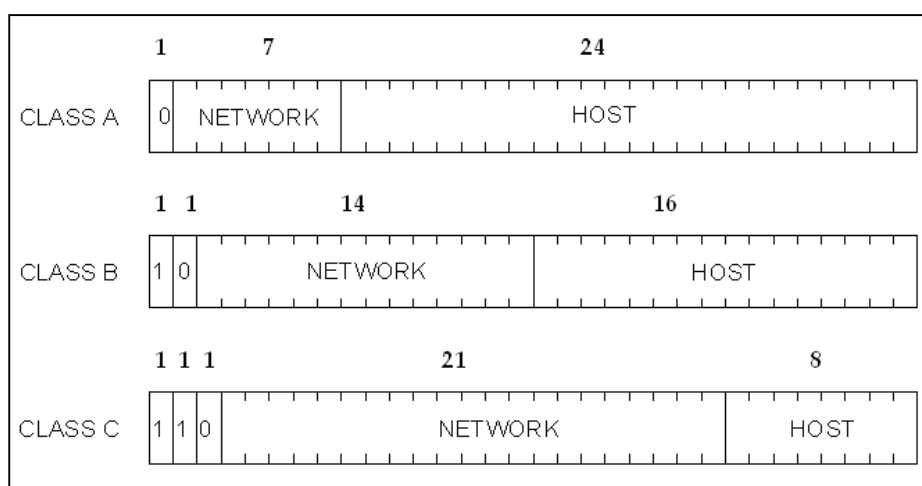 1 7 24
CLASS A 0 NETWORK HOST
1 1 14 16
CLASS B 1 0 NETWORK HOST
1 1 1 21 8
CLASS C 1 1 0 NETWORK HOST